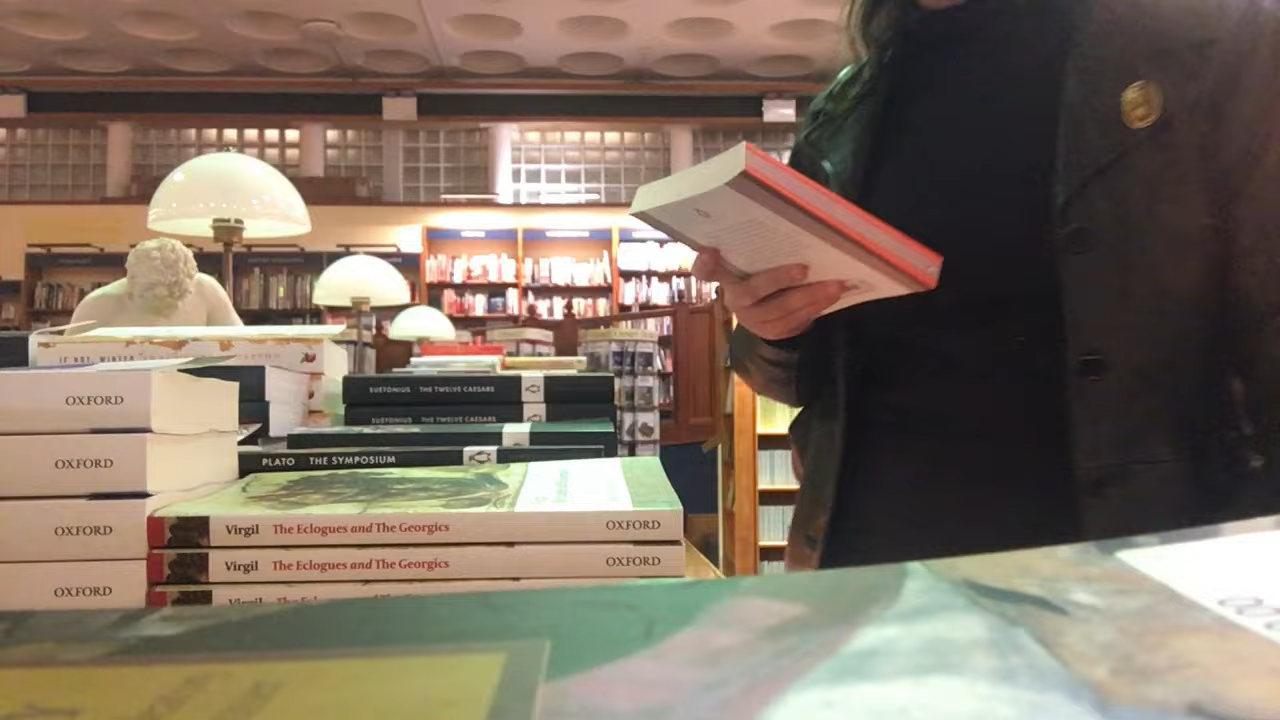 IF NOT, WINTER
OXFORD
OXFORD
OXFORD
OXFORD
SUETONIUS THE TWELVE CAESARS
SUETONIUS THE TWELVE CAESARS
PLATO THE SYMPOSIUM
Virgil The Eclogues and The Georgics OXFORD
Virgil The Eclogues and The Georgics OXFORD
Virgil